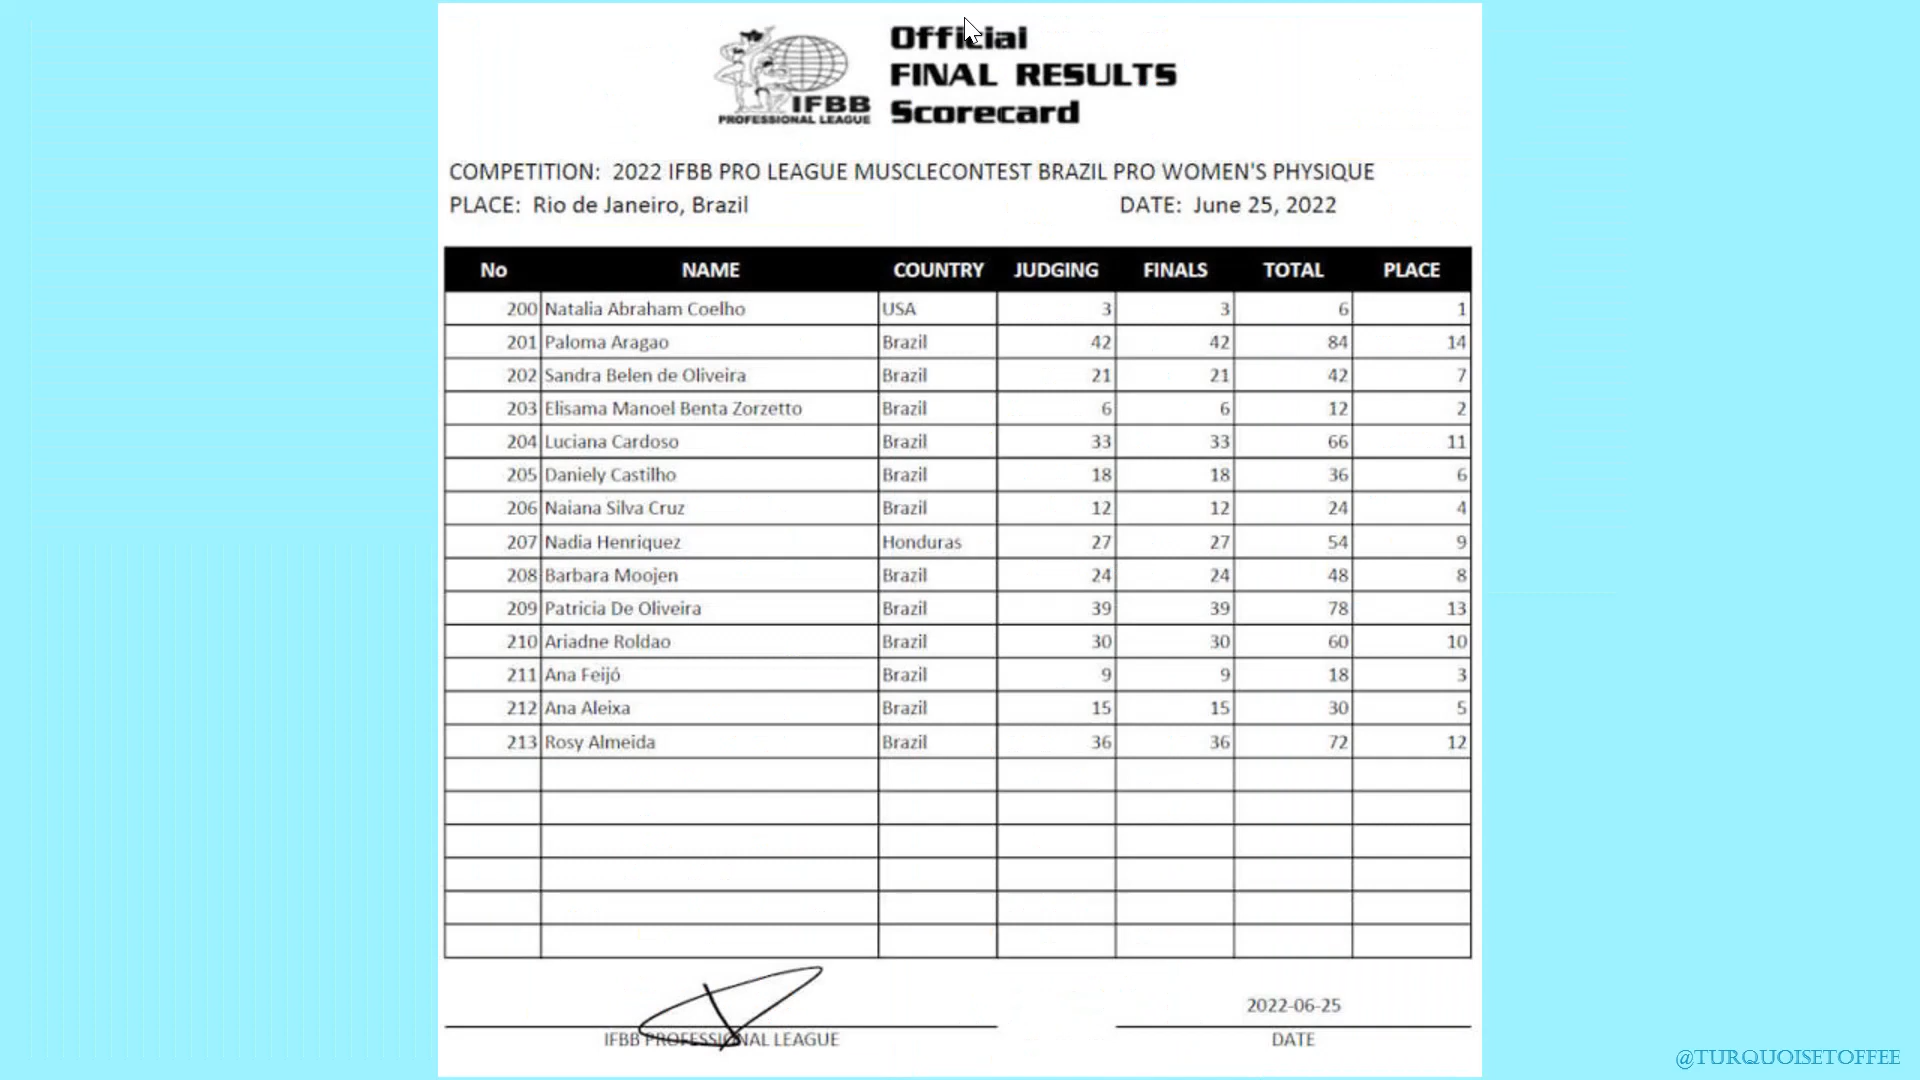 Official
FINAL RESULTS
Scorecard
IFBB
PROFESSIONAL LEAGUE
COMPETITION: 2022 IFBB PRO LEAGUE MUSCLECONTEST BRAZIL PRO WOMEN'S PHYSIQUE
PLACE: Rio de Janeiro, Brazil DATE: June 25, 2022
No NAME COUNTRY JUDGING FINALS TOTAL PLACE
200 Natalia Abraham Coelho USA 3 3 6 1
201 Paloma Aragao Brazil 42 42 84 14
202 Sandra Belen de Oliveira Brazil 21 21 42 7
203 Elisama Manoel Benta Zorzetto Brazil 6 6 12 2
204 Luciana Cardoso Brazil 33 33 66 11
205 Daniely Castilho Brazil 18 18 36 6
206 Naiana Silva Cruz Brazil 12 12 24 4
207 Nadia Henriquez Honduras 27 27 54 9
208 Barbara Moojen Brazil 24 24 48 8
209 Patricia De Oliveira Brazil 39 39 78 13
210 Ariadne Roldao Brazil 30 30 60 10
211 Ana Feijó Brazil 9 9 18 3
212 Ana Aleixa Brazil 15 15 30 5
213 Rosy Almeida Brazil 36 36 72 12
2022-06-25
IFBB PROFESSIONAL LEAGUE DATE
@TURQUOISETOFFEE